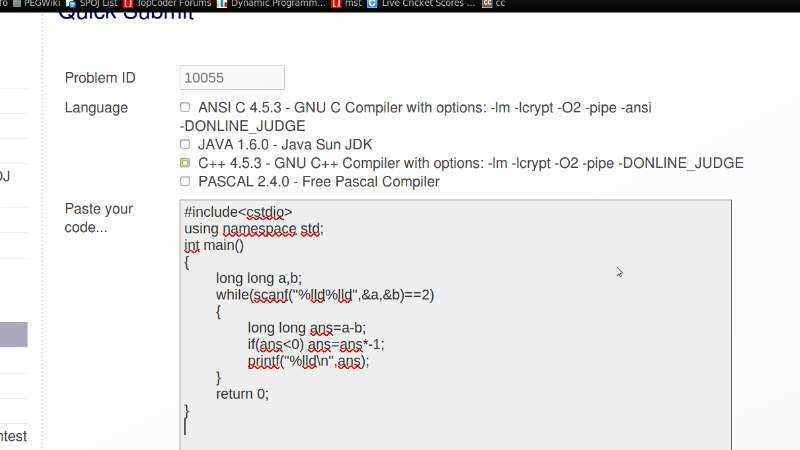 fo PEGWiki SPOJ List TopCoder Forums Dynamic Programm... mst Live Cricket Scores ... cc cc
Quick Submit
Problem ID 10055
Language ANSI C 4.5.3 - GNU C Compiler with options: -lm -lcrypt -O2 -pipe -ansi
-DONLINE_JUDGE
JAVA 1.6.0 - Java Sun JDK
C++ 4.5.3 - GNU C++ Compiler with options: -lm -lcrypt -O2 -pipe -DONLINE_JUDGE
OJ
PASCAL 2.4.0 - Free Pascal Compiler
Paste your
code...
#include<cstdio>
using namespace std;
int main()
{
long long a,b;
while(scanf("%lld%lld",&a,&b)==2)
{
long long ans=a-b;
if(ans<0) ans=ans*-1;
printf("%lld\n",ans);
}
return 0;
}
ntest